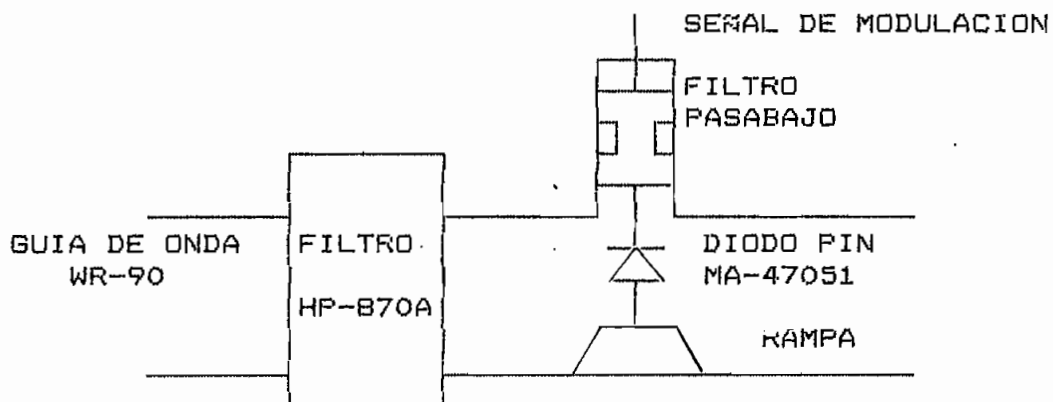 SEÑAL DE MODULACION
FILTRO
PASABAJO
GUIA DE ONDA
WR-90
FILTRO
HP-870A
DIODO PIN
MA-47051
RAMPA